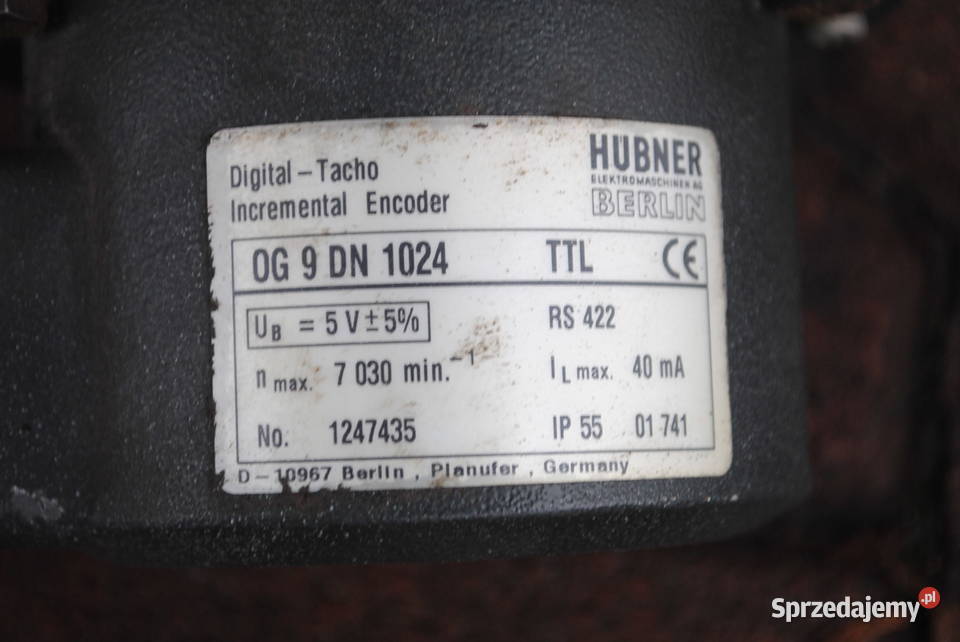 Digital-Tacho
Incremental Encoder
HÜBNER
ELEKTROMASCHINEN AG
BERLIN
OG 9 DN 1024 TTL CE
UB = 5 V ± 5% RS 422
n max. 7 030 min.-1 IL max. 40 mA
No. 1247435 IP 55 01 741
D-10967 Berlin , Planufer , Germany
Sprzedajemy.pl